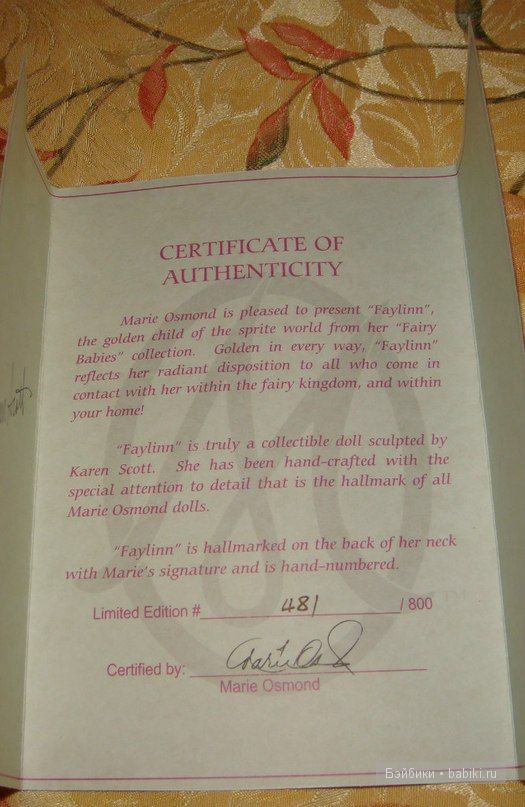 CERTIFICATE OF
AUTHENTICITY
Marie Osmond is pleased to present "Faylinn",
the golden child of the sprite world from her "Fairy
Babies" collection. Golden in every way, "Faylinn"
reflects her radiant disposition to all who come in
contact with her within the fairy kingdom, and within
your home!
"Faylinn" is truly a collectible doll sculpted by
Karen Scott. She has been hand-crafted with the
special attention to detail that is the hallmark of all
Marie Osmond dolls.
"Faylinn" is hallmarked on the back of her neck
with Marie's signature and is hand-numbered.
Limited Edition # 481 / 800
Certified by: Marie Osmond
Marie Osmond
Бэйбики • babiki.ru